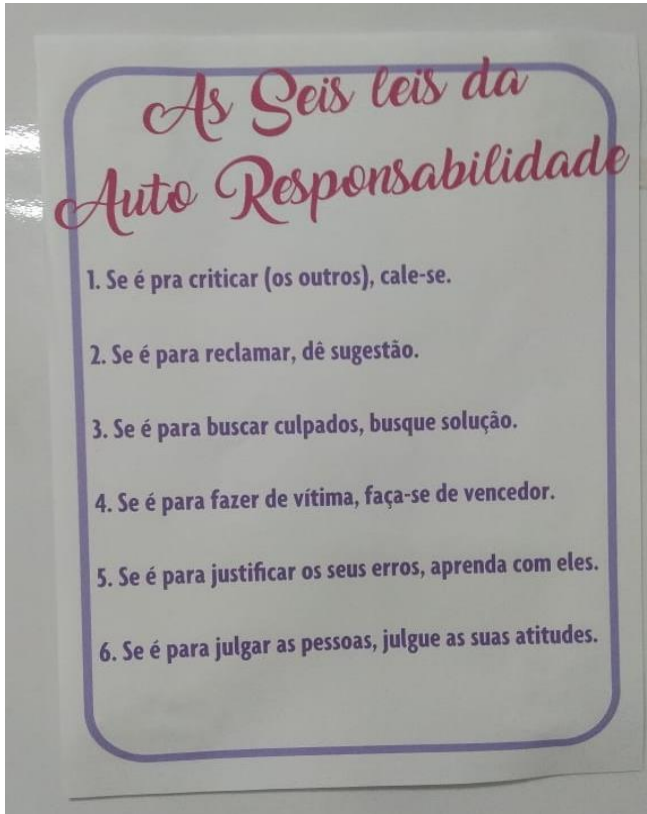 As Seis leis da
Auto Responsabilidade
1. Se é pra criticar (os outros), cale-se.
2. Se é para reclamar, dê sugestão.
3. Se é para buscar culpados, busque solução.
4. Se é para fazer de vítima, faça-se de vencedor.
5. Se é para justificar os seus erros, aprenda com eles.
6. Se é para julgar as pessoas, julgue as suas atitudes.